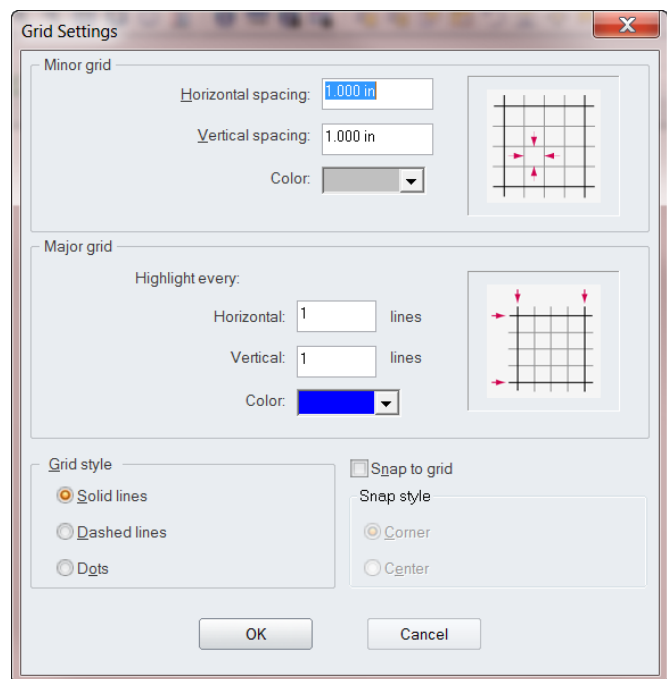 Grid Settings
Minor grid
Horizontal spacing: 1.000 in
Vertical spacing: 1.000 in
Color:
Major grid
Highlight every:
Horizontal: 1 lines
Vertical: 1 lines
Color:
Grid style
Solid lines
Dashed lines
Dots
Snap to grid
Snap style
Corner
Center
OK Cancel